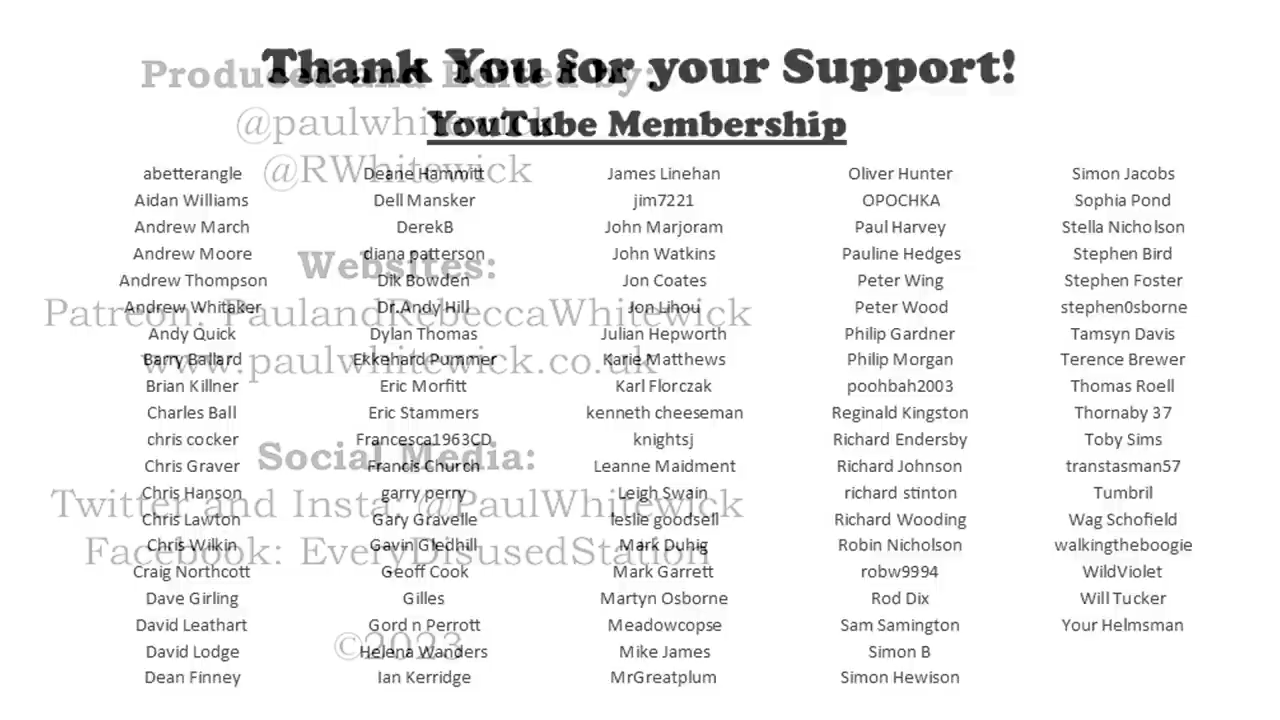 Thank You for your Support!
YouTube Membership
abetterangle
Aidan Williams
Andrew March
Andrew Moore
Andrew Thompson
Andrew Whitaker
Andy Quick
Barry Ballard
Brian Killner
Charles Ball
chris cocker
Chris Graver
Chris Hanson
Chris Lawton
Chris Wilkin
Craig Northcott
Dave Girling
David Leathart
David Lodge
Dean Finney
Deane Hammitt
Dell Mansker
DerekB
diana patterson
Dik Bowden
Dr.Andy Hill
Dylan Thomas
Ekkehard Pummer
Eric Morfitt
Eric Stammers
Francesca1963CD
Francis Church
garry perry
Gary Gravelle
Gavin Gledhill
Geoff Cook
Gilles
Gord n Perrott
Helena Wanders
Ian Kerridge
James Linehan
jim7221
John Marjoram
John Watkins
Jon Coates
Jon Lihou
Julian Hepworth
Karie Matthews
Karl Florczak
kenneth cheeseman
knightsj
Leanne Maidment
Leigh Swain
leslie goodsell
Mark Duhig
Mark Garrett
Martyn Osborne
Meadowcopse
Mike James
MrGreatplum
Oliver Hunter
OPOCHKA
Paul Harvey
Pauline Hedges
Peter Wing
Peter Wood
Philip Gardner
Philip Morgan
poohbah2003
Reginald Kingston
Richard Endersby
Richard Johnson
richard stinton
Richard Wooding
Robin Nicholson
robw9994
Rod Dix
Sam Samington
Simon B
Simon Hewison
Simon Jacobs
Sophia Pond
Stella Nicholson
Stephen Bird
Stephen Foster
stephen0sborne
Tamsyn Davis
Terence Brewer
Thomas Roell
Thornaby 37
Toby Sims
transtasman57
Tumbril
Wag Schofield
walkingtheboogie
WildViolet
Will Tucker
Your Helmsman
Produced and Edited by:
@paulwhitewick
@RWhitewick
Websites:
Patreon: PaulandRebeccaWhitewick
www.paulwhitewick.co.uk
Social Media:
Twitter and Insta: @PaulWhitewick
Facebook: EveryDisusedStation
©2023